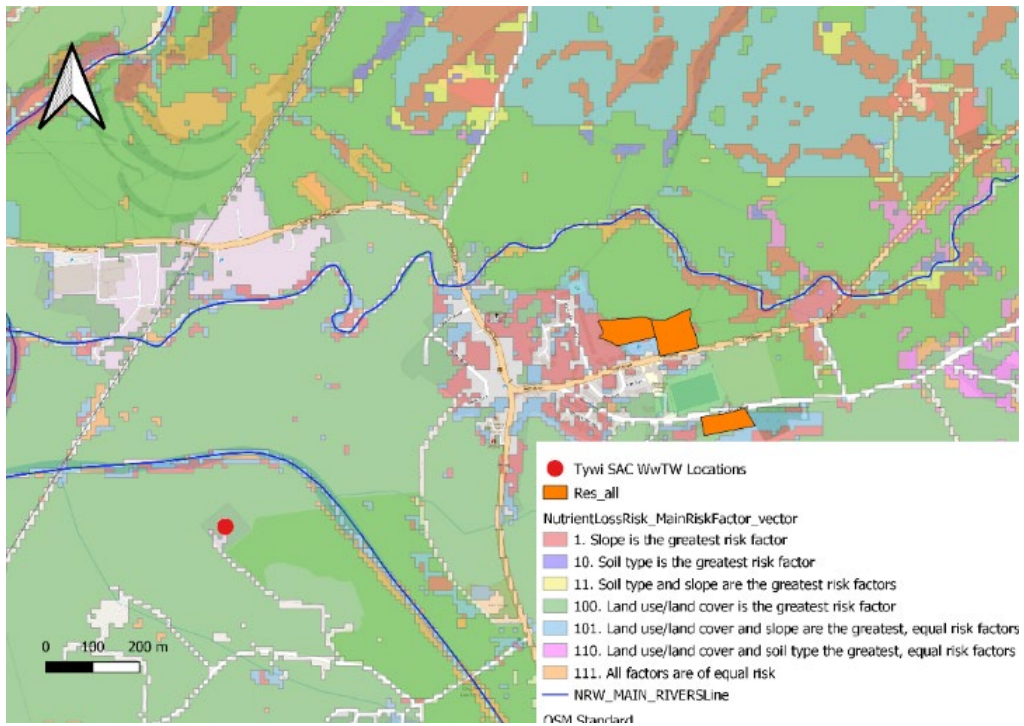 Tywi SAC WwTW Locations
Res_all
NutrientLossRisk_MainRiskFactor_vector
1. Slope is the greatest risk factor
10. Soil type is the greatest risk factor
11. Soil type and slope are the greatest risk factors
100. Land use/land cover is the greatest risk factor
101. Land use/land cover and slope are the greatest, equal risk factors
110. Land use/land cover and soil type the greatest, equal risk factors
111. All factors are of equal risk
NRW_MAIN_RIVERSLine
OSM Standard
0 100 200 m